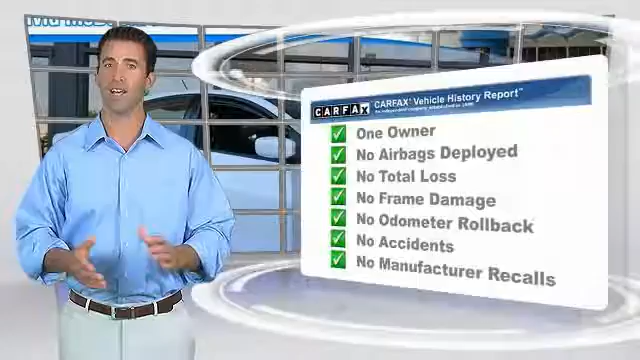 CARFAX CARFAX Vehicle History Report™
One Owner
No Airbags Deployed
No Total Loss
No Frame Damage
No Odometer Rollback
No Accidents
No Manufacturer Recalls